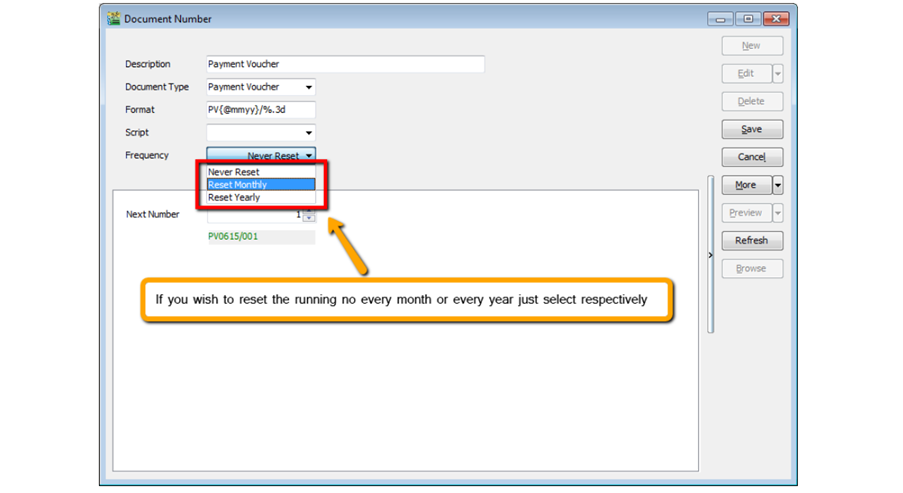 Document Number
Description Payment Voucher
Document Type Payment Voucher
Format PV{@mmyy}/%.3d
Script
Frequency Never Reset
Never Reset
Reset Monthly
Reset Yearly
Next Number 1
PV0615/001
If you wish to reset the running no every month or every year just select respectively
New
Edit
Delete
Save
Cancel
More
Preview
Refresh
Browse